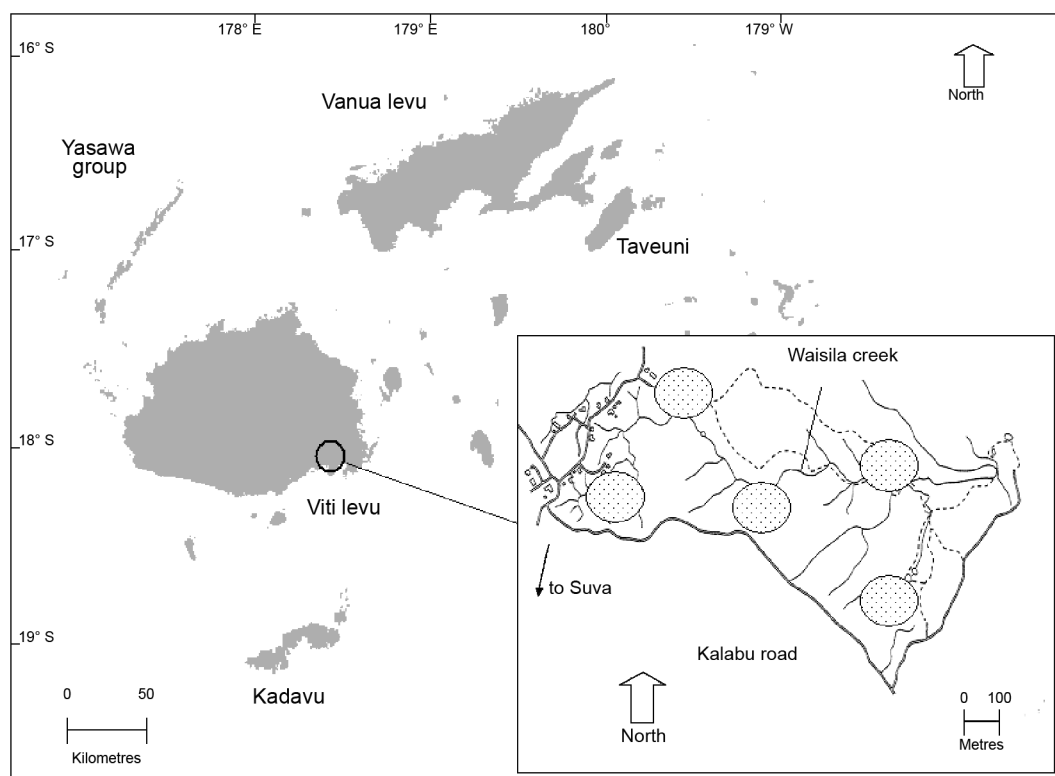 178° E
179° E
180°
179° W
16° S
North
Vanua levu
Yasawa
group
17° S
Taveuni
Waisila creek
18° S
Viti levu
to Suva
19° S
Kalabu road
Kadavu
0 50
Kilometres
North
0 100
Metres